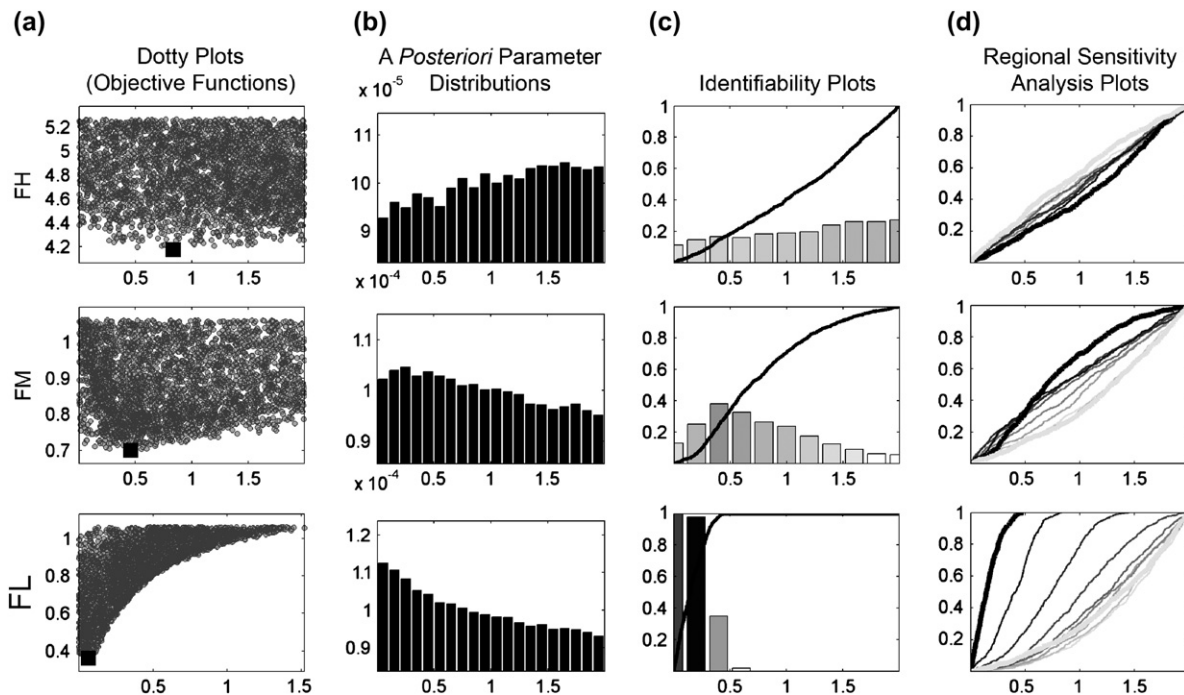 (a)
Dotty Plots
(Objective Functions)
(b)
A Posteriori Parameter
Distributions
(c)
Identifiability Plots
(d)
Regional Sensitivity
Analysis Plots
FH
5.2
5
4.8
4.6
4.4
4.2
0.5 1 1.5
x 10-5
10
9
0.5 1 1.5
1
0.8
0.6
0.4
0.2
0.5 1 1.5
1
0.8
0.6
0.4
0.2
0.5 1 1.5
FM
1
0.9
0.8
0.7
0.5 1 1.5
x 10-4
1.1
1.0
0.9
0.5 1 1.5
1
0.8
0.6
0.4
0.2
0.5 1 1.5
1
0.8
0.6
0.4
0.2
0.5 1 1.5
FL
1
0.8
0.6
0.4
0.5 1 1.5
x 10-4
1.2
1.1
1
0.9
0.5 1 1.5
1
0.8
0.6
0.4
0.2
0.5 1 1.5
1
0.8
0.6
0.4
0.2
0.5 1 1.5